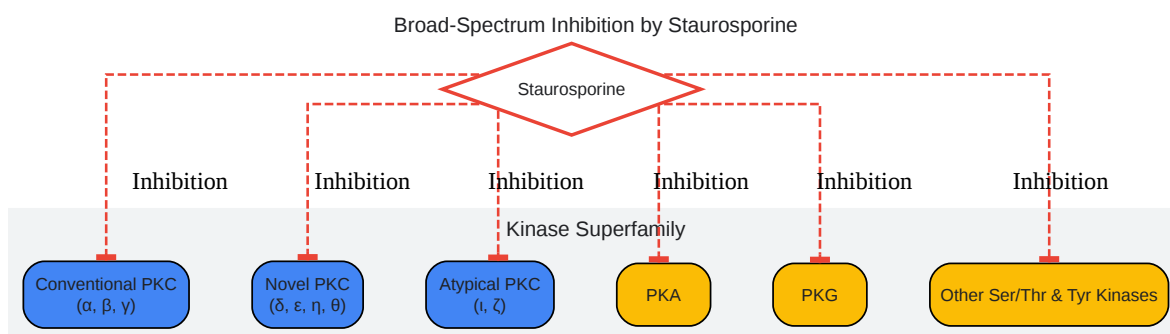 Broad-Spectrum Inhibition by Staurosporine
Staurosporine
Inhibition
Inhibition
Inhibition
Inhibition
Inhibition
Inhibition
Kinase Superfamily
Conventional PKC
(α, β, γ)
Novel PKC
(δ, ε, η, θ)
Atypical PKC
(ι, ζ)
PKA
PKG
Other Ser/Thr & Tyr Kinases